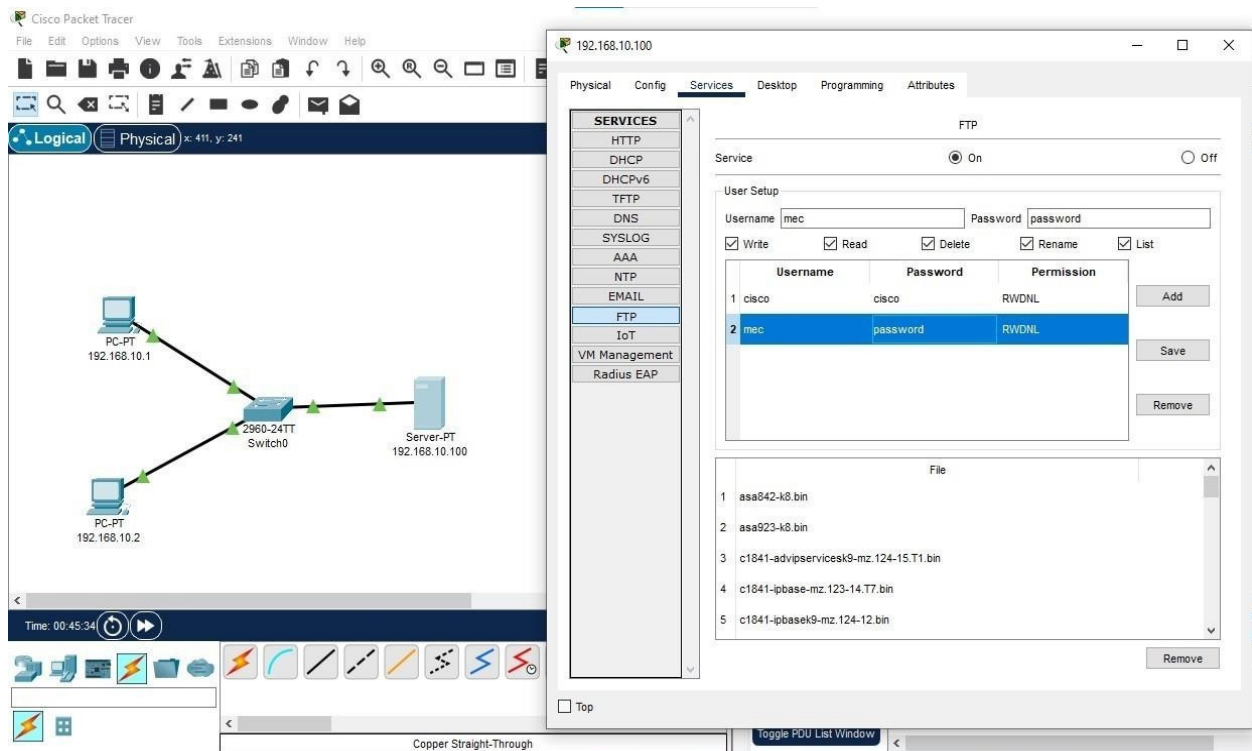 Cisco Packet Tracer
File Edit Options View Tools Extensions Window Help
Logical Physical x: 411, y: 241
PC-PT
192.168.10.1
2960-24TT
Switch0
Server-PT
192.168.10.100
PC-PT
192.168.10.2
Time: 00:45:34
Copper Straight-Through
Toggle PDU List Window
192.168.10.100
Physical Config Services Desktop Programming Attributes
SERVICES
HTTP
DHCP
DHCPv6
TFTP
DNS
SYSLOG
AAA
NTP
EMAIL
FTP
IoT
VM Management
Radius EAP
FTP
Service On Off
User Setup
Username mec Password password
Write Read Delete Rename List
Username Password Permission
1 cisco cisco RWDNL
2 mec password RWDNL
Add
Save
Remove
File
1 asa842-k8.bin
2 asa923-k8.bin
3 c1841-advipservicesk9-mz.124-15.T1.bin
4 c1841-ipbase-mz.123-14.T7.bin
5 c1841-ipbasek9-mz.124-12.bin
Remove
Top